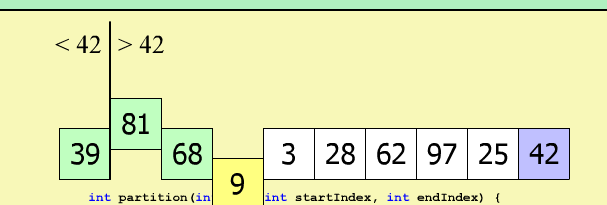 < 42 > 42
81
39 68 3 28 62 97 25 42
9
int partition(in int startIndex, int endIndex) {